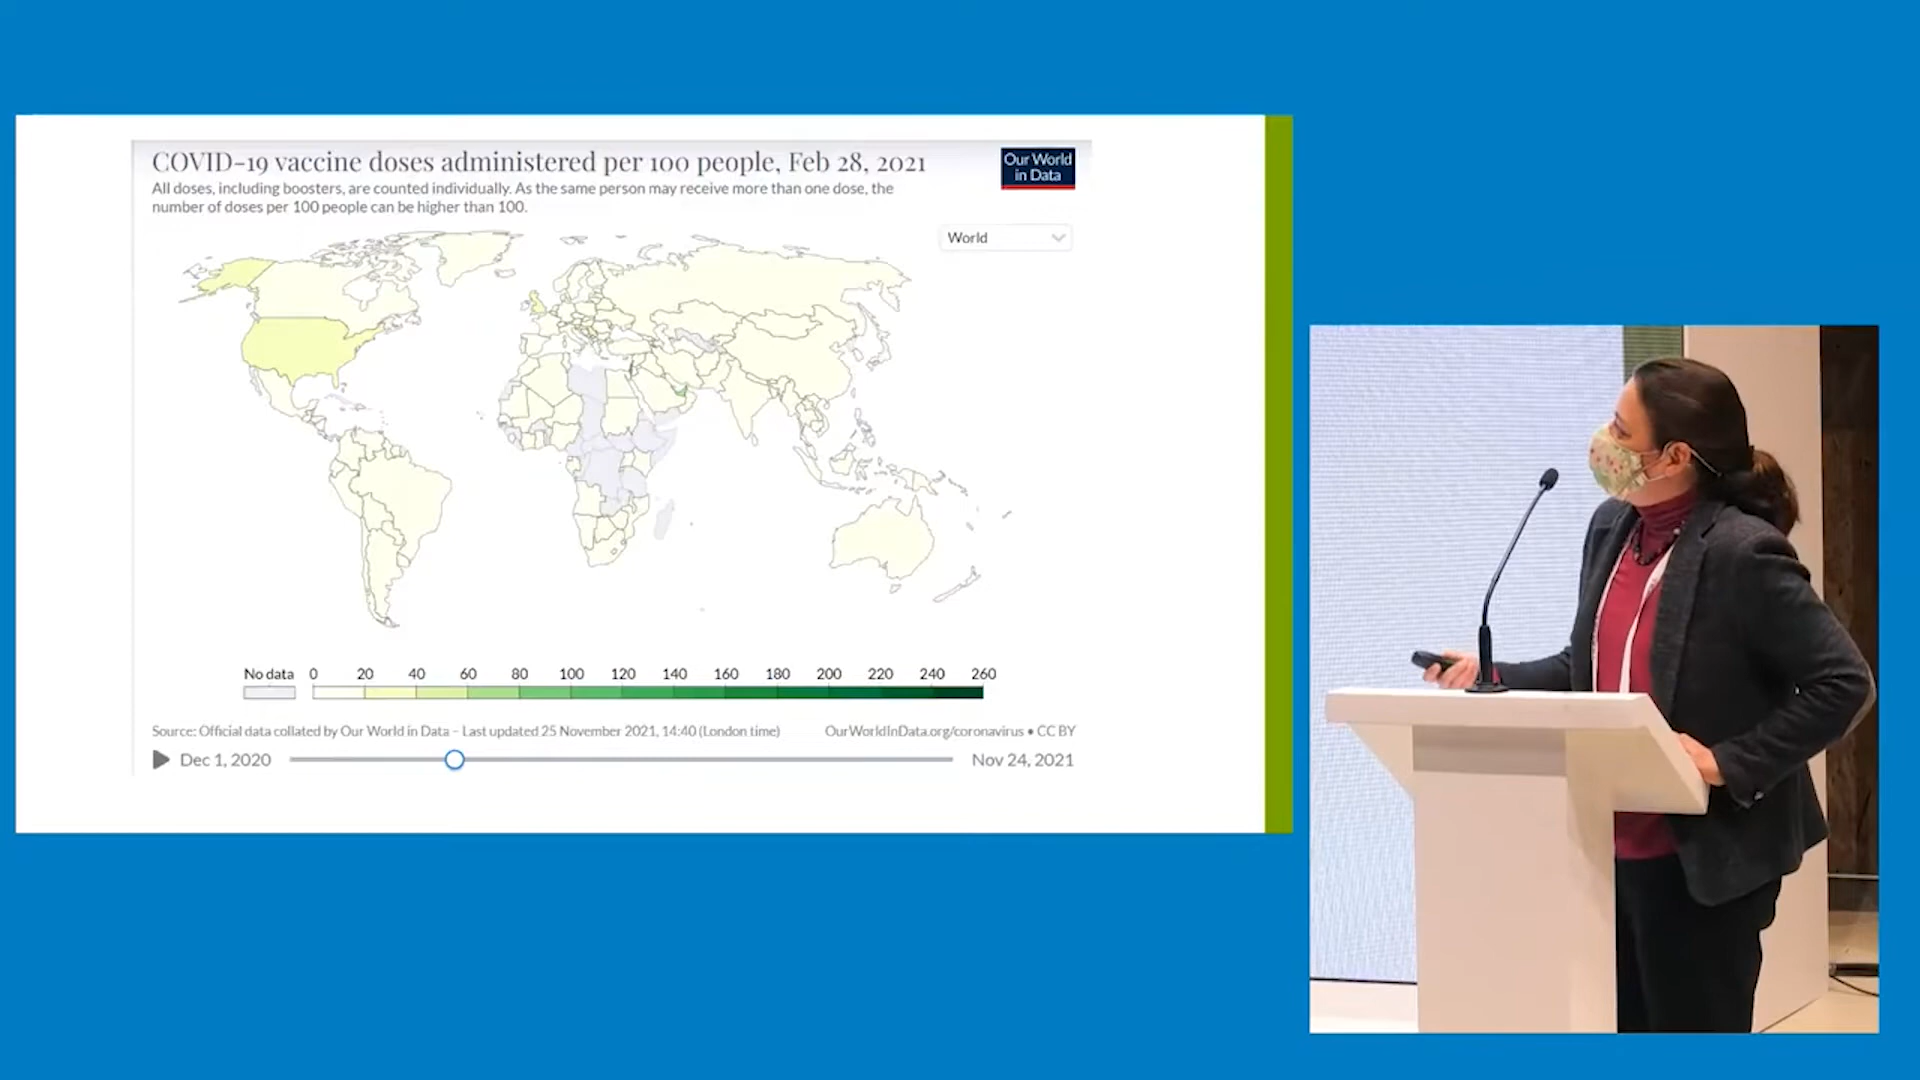 COVID-19 vaccine doses administered per 100 people, Feb 28, 2021
All doses, including boosters, are counted individually. As the same person may receive more than one dose, the
number of doses per 100 people can be higher than 100.
Our World
in Data
World
No data 0 20 40 60 80 100 120 140 160 180 200 220 240 260
Source: Official data collated by Our World in Data – Last updated 25 November 2021, 14:40 (London time) OurWorldInData.org/coronavirus • CC BY
Dec 1, 2020 Nov 24, 2021